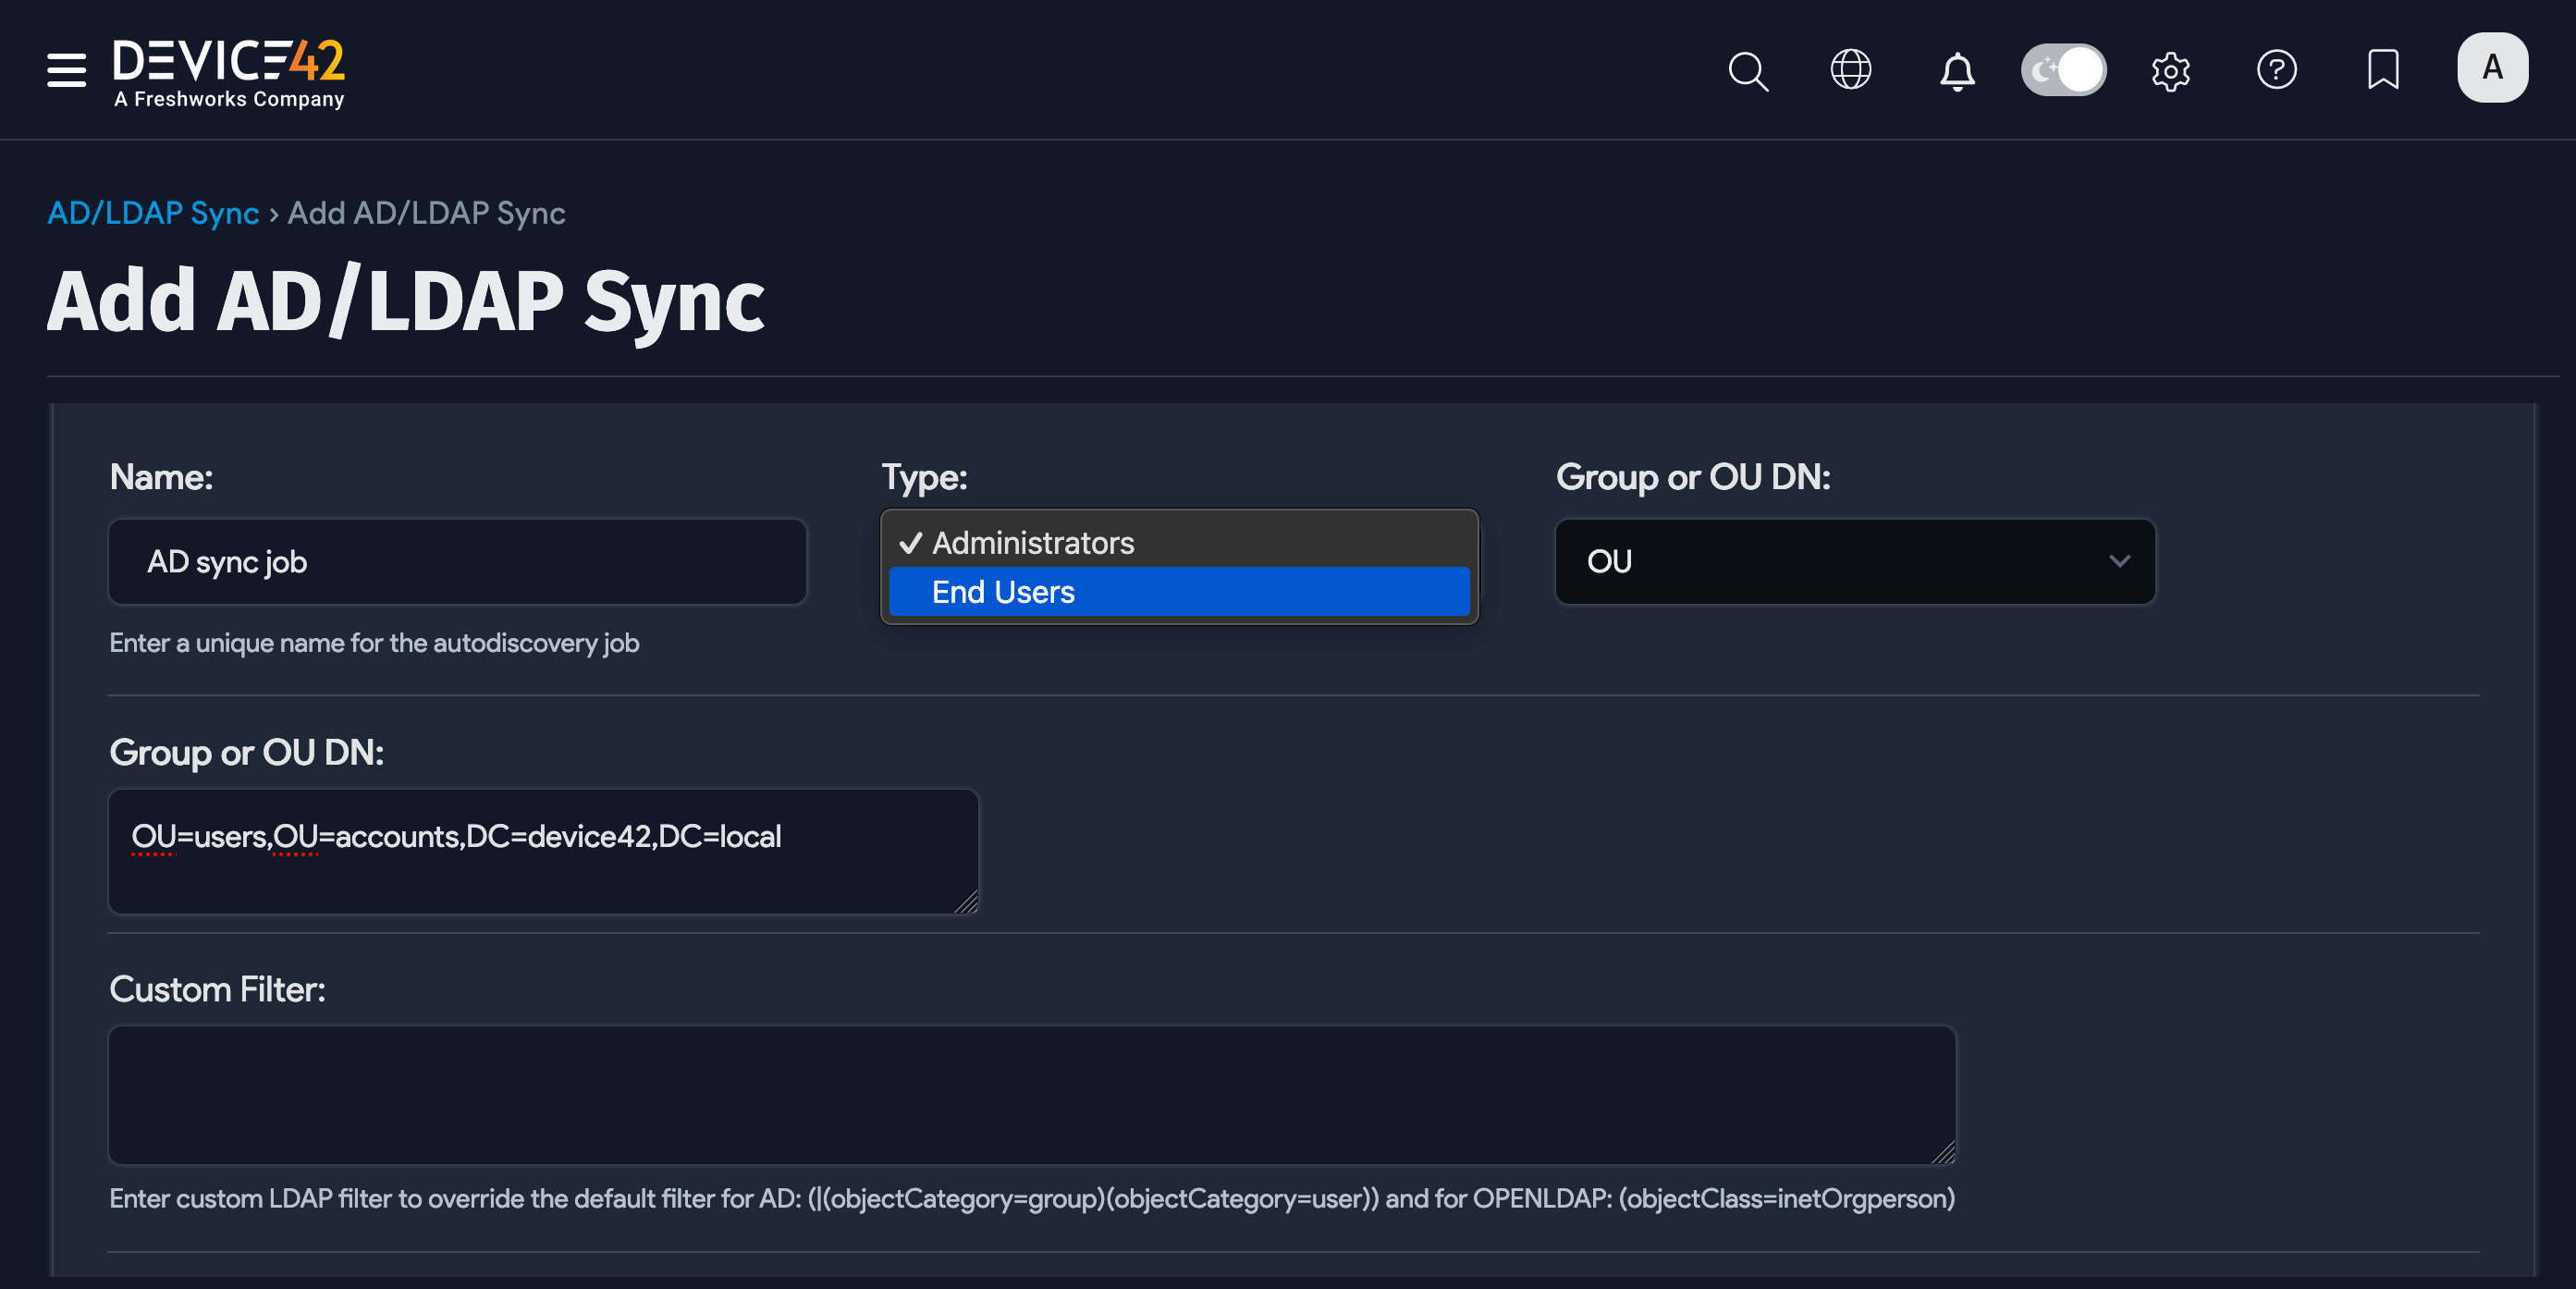 DEVICE42
A Freshworks Company
A
AD/LDAP Sync › Add AD/LDAP Sync
Add AD/LDAP Sync
Name:
Type:
Group or OU DN:
AD sync job
✓ Administrators
End Users
OU
Enter a unique name for the autodiscovery job
Group or OU DN:
OU=users,OU=accounts,DC=device42,DC=local
Custom Filter:
Enter custom LDAP filter to override the default filter for AD: (|(objectCategory=group)(objectCategory=user)) and for OPENLDAP: (objectClass=inetOrgperson)